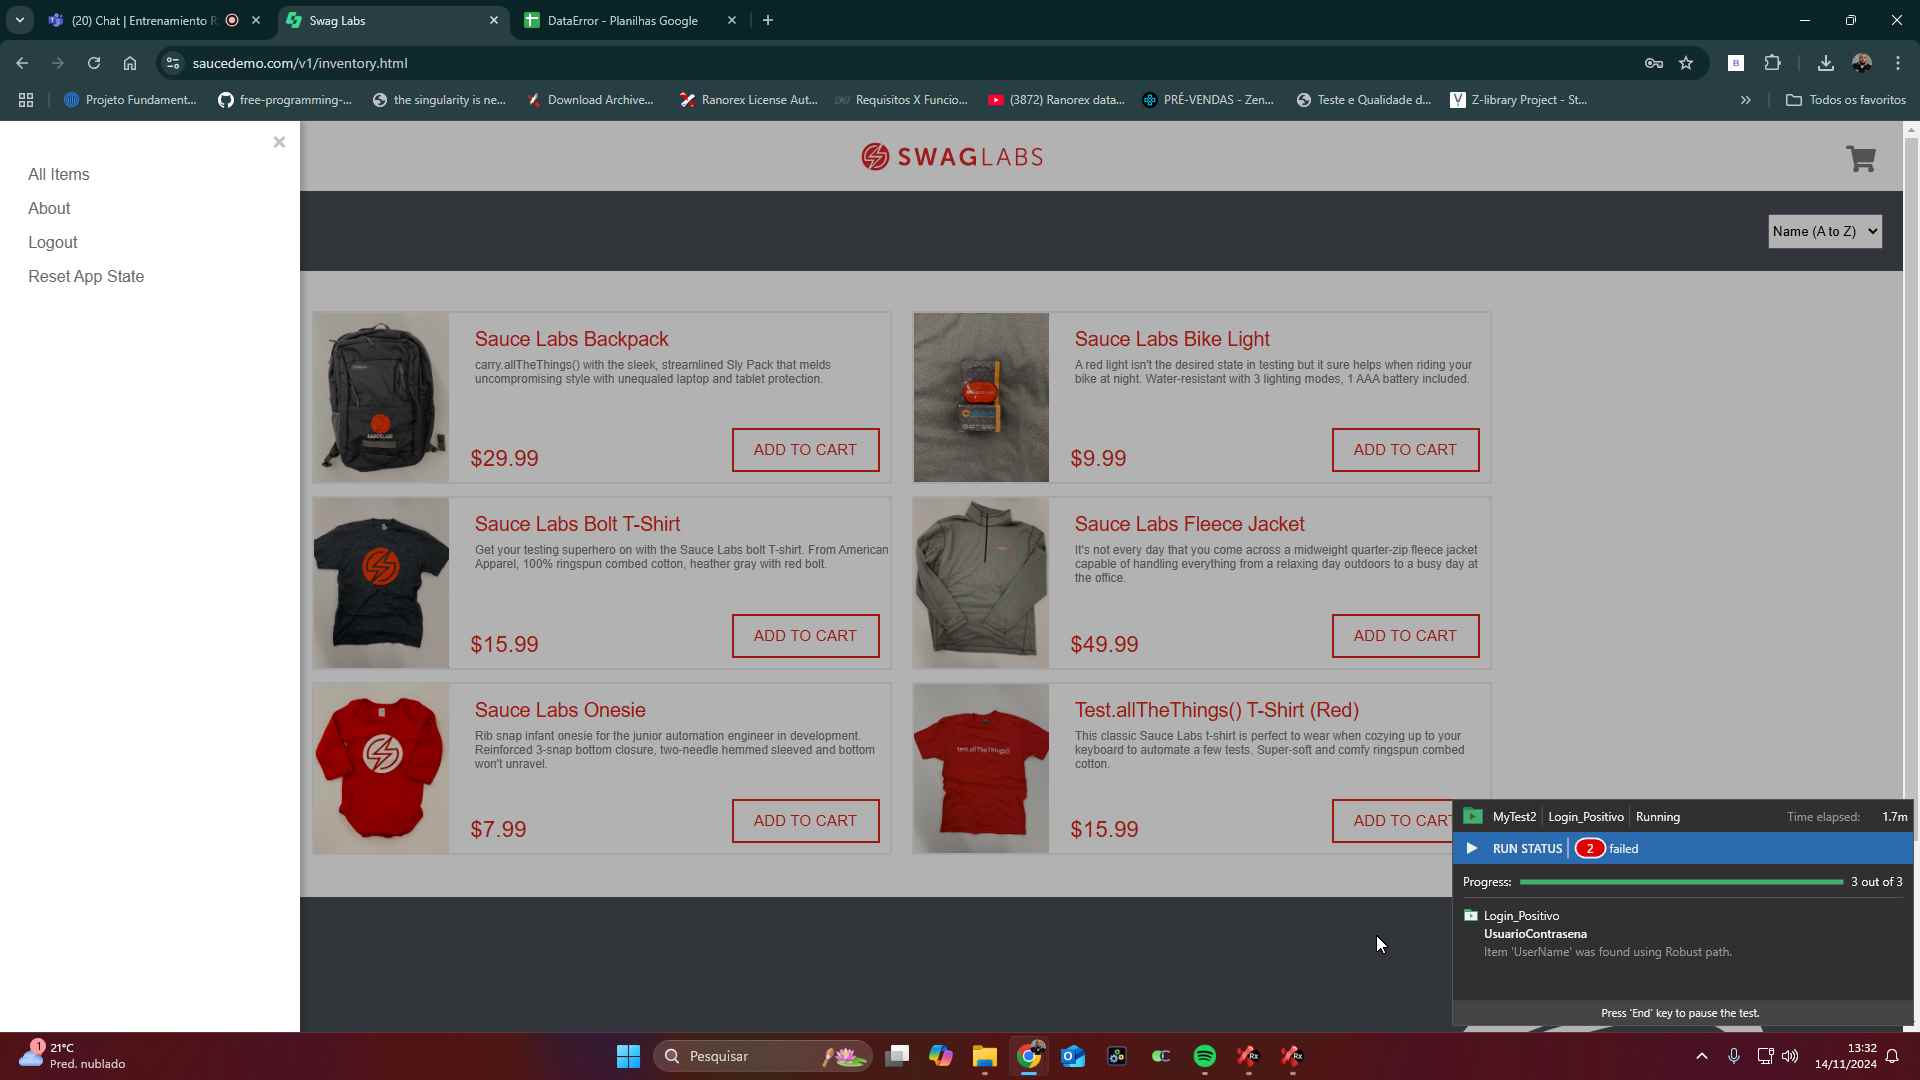 (20) Chat | Entrenamiento R
Swag Labs
DataError - Planilhas Google
saucedemo.com/v1/inventory.html
Projeto Fundament...
free-programming-...
the singularity is ne...
Download Archive...
Ranorex License Aut...
Requisitos X Funcio...
(3872) Ranorex data...
PRÉ-VENDAS - Zen...
Teste e Qualidade d...
Z-library Project - St...
Todos os favoritos
All Items
About
Logout
Reset App State
SWAGLABS
Name (A to Z)
Sauce Labs Backpack
carry.allTheThings() with the sleek, streamlined Sly Pack that melds
uncompromising style with unequaled laptop and tablet protection.
$29.99
ADD TO CART
Sauce Labs Bike Light
A red light isn't the desired state in testing but it sure helps when riding your
bike at night. Water-resistant with 3 lighting modes, 1 AAA battery included.
$9.99
ADD TO CART
Sauce Labs Bolt T-Shirt
Get your testing superhero on with the Sauce Labs bolt T-shirt. From American
Apparel, 100% ringspun combed cotton, heather gray with red bolt.
$15.99
ADD TO CART
Sauce Labs Fleece Jacket
It's not every day that you come across a midweight quarter-zip fleece jacket
capable of handling everything from a relaxing day outdoors to a busy day at
the office.
$49.99
ADD TO CART
Sauce Labs Onesie
Rib snap infant onesie for the junior automation engineer in development.
Reinforced 3-snap bottom closure, two-needle hemmed sleeved and bottom
won't unravel.
$7.99
ADD TO CART
Test.allTheThings() T-Shirt (Red)
This classic Sauce Labs t-shirt is perfect to wear when cozying up to your
keyboard to automate a few tests. Super-soft and comfy ringspun combed
cotton.
$15.99
ADD TO CART
MyTest2 Login_Positivo Running Time elapsed: 1.7m
RUN STATUS 2 failed
Progress: 3 out of 3
Login_Positivo
UsuarioContrasena
Item 'UserName' was found using Robust path.
Press 'End' key to pause the test.
1
21°C
Pred. nublado
Pesquisar
13:32
14/11/2024